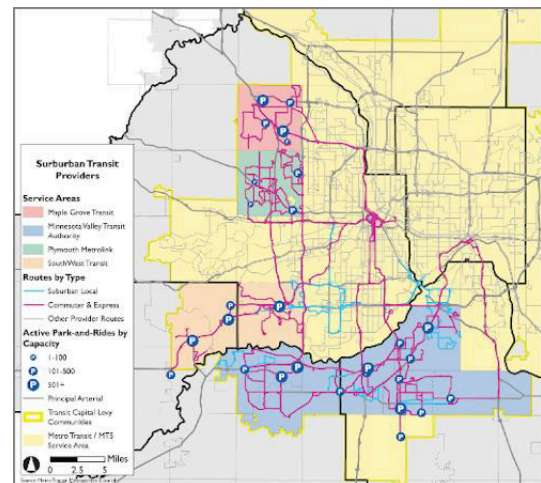 Surburban Transit
Providers
Service Areas
Maple Grove Transit
Minnesota Valley Transit
Authority
Plymouth Metrolink
SouthWest Transit
Routes by Type
Suburban Local
Commuter & Express
Other Provider Routes
Active Park-and-Rides by
Capacity
1-100
101-500
501+
Principal Arterial
Transit Capital Levy
Communities
Metro Transit / MTS
Service Area
0 2.5 5
Miles